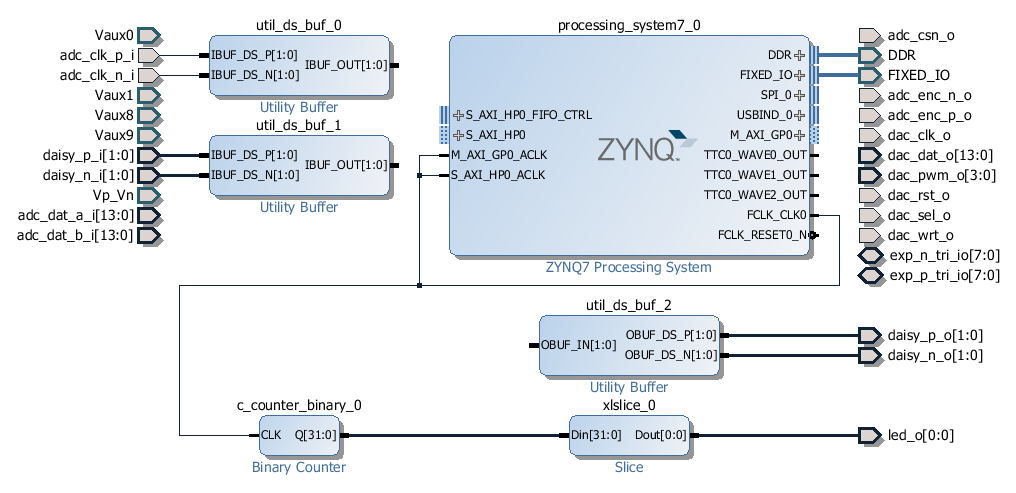 Vaux0
adc_clk_p_i
adc_clk_n_i
Vaux1
Vaux8
Vaux9
daisy_p_i[1:0]
daisy_n_i[1:0]
Vp_Vn
adc_dat_a_i[13:0]
adc_dat_b_i[13:0]
util_ds_buf_0
IBUF_DS_P[1:0]
IBUF_DS_N[1:0]
IBUF_OUT[1:0]
Utility Buffer
util_ds_buf_1
IBUF_DS_P[1:0]
IBUF_DS_N[1:0]
IBUF_OUT[1:0]
Utility Buffer
processing_system7_0
S_AXI_HP0_FIFO_CTRL
S_AXI_HP0
M_AXI_GP0_ACLK
S_AXI_HP0_ACLK
ZYNQ
DDR
FIXED_IO
SPI_0
USBIND_0
M_AXI_GP0
TTC0_WAVE0_OUT
TTC0_WAVE1_OUT
TTC0_WAVE2_OUT
FCLK_CLK0
FCLK_RESET0_N
ZYNQ7 Processing System
adc_csn_o
DDR
FIXED_IO
adc_enc_n_o
adc_enc_p_o
dac_clk_o
dac_dat_o[13:0]
dac_pwm_o[3:0]
dac_rst_o
dac_sel_o
dac_wrt_o
exp_n_tri_io[7:0]
exp_p_tri_io[7:0]
util_ds_buf_2
OBUF_IN[1:0]
OBUF_DS_P[1:0]
OBUF_DS_N[1:0]
Utility Buffer
daisy_p_o[1:0]
daisy_n_o[1:0]
c_counter_binary_0
CLK Q[31:0]
Binary Counter
xlslice_0
Din[31:0] Dout[0:0]
Slice
led_o[0:0]